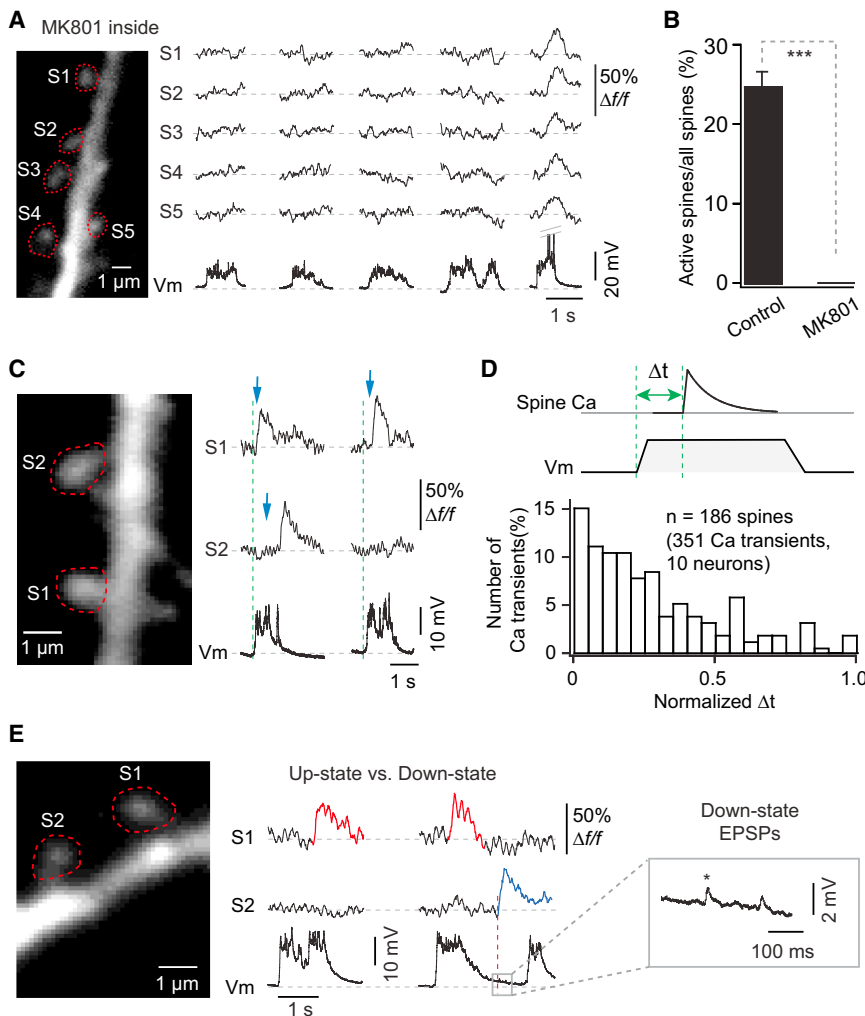 A
MK801 inside
S1
S2
S3
S4
S5
1 μm
S1
S2
S3
S4
S5
Vm
50%
Δf/f
20 mV
1 s
B
Active spines/all spines (%)
30
20
10
0
***
Control
MK801
C
S2
S1
1 μm
S1
S2
Vm
50%
Δf/f
10 mV
1 s
D
Δt
Spine Ca
Vm
Number of
Ca transients(%)
15
10
5
0
n = 186 spines
(351 Ca transients,
10 neurons)
0
0.5
1.0
Normalized Δt
E
S1
S2
1 μm
Up-state vs. Down-state
S1
S2
Vm
50%
Δf/f
10 mV
1 s
Down-state
EPSPs
*
2 mV
100 ms